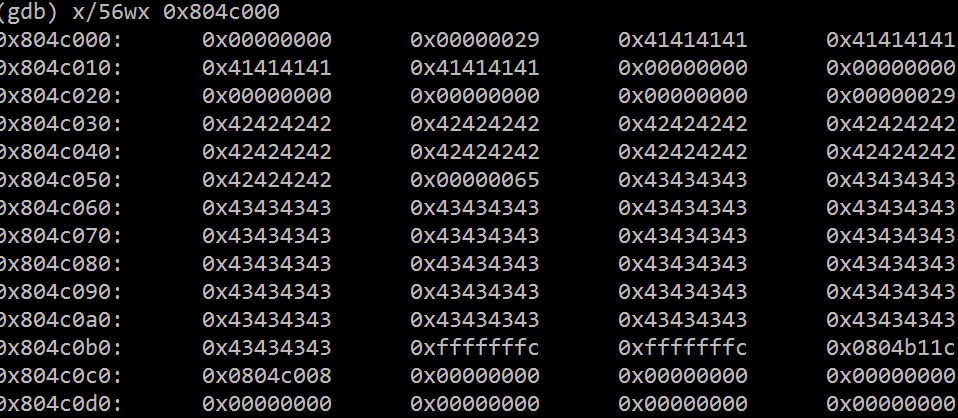 (gdb) x/56wx 0x804c000
0x804c000: 0x00000000 0x00000029 0x41414141 0x41414141
0x804c010: 0x41414141 0x41414141 0x00000000 0x00000000
0x804c020: 0x00000000 0x00000000 0x00000000 0x00000029
0x804c030: 0x42424242 0x42424242 0x42424242 0x42424242
0x804c040: 0x42424242 0x42424242 0x42424242 0x42424242
0x804c050: 0x42424242 0x00000065 0x43434343 0x43434343
0x804c060: 0x43434343 0x43434343 0x43434343 0x43434343
0x804c070: 0x43434343 0x43434343 0x43434343 0x43434343
0x804c080: 0x43434343 0x43434343 0x43434343 0x43434343
0x804c090: 0x43434343 0x43434343 0x43434343 0x43434343
0x804c0a0: 0x43434343 0x43434343 0x43434343 0x43434343
0x804c0b0: 0x43434343 0xfffffffc 0xfffffffc 0x0804b11c
0x804c0c0: 0x0804c008 0x00000000 0x00000000 0x00000000
0x804c0d0: 0x00000000 0x00000000 0x00000000 0x00000000